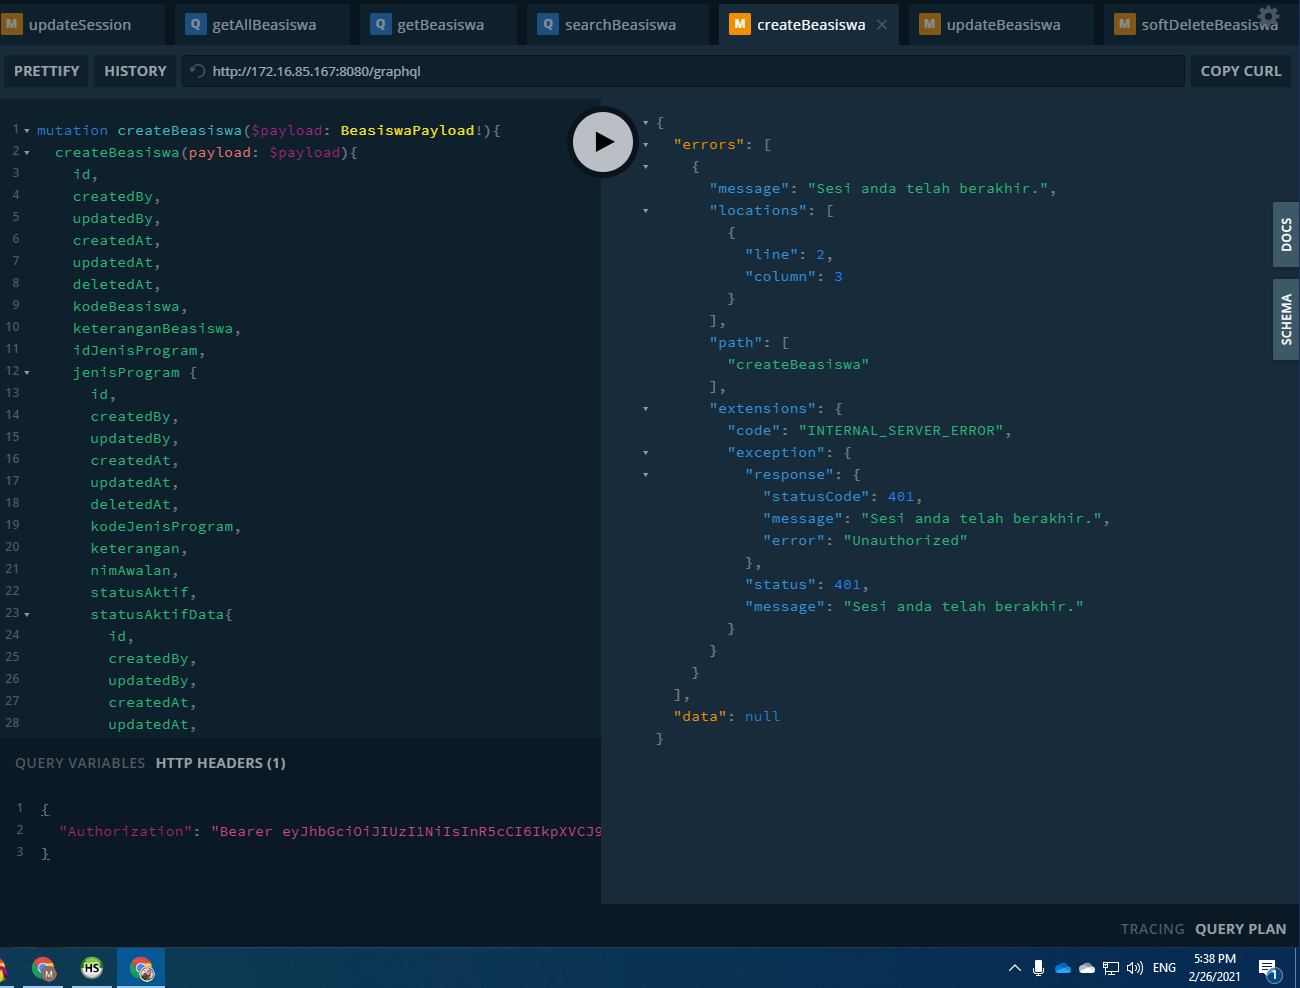 M updateSession Q getAllBeasiswa Q getBeasiswa Q searchBeasiswa M createBeasiswa × M updateBeasiswa M softDeleteBeasiswa
PRETTIFY HISTORY http://172.16.85.167:8080/graphql COPY CURL
1 mutation createBeasiswa($payload: BeasiswaPayload!){
2 createBeasiswa(payload: $payload){
3 id,
4 createdBy,
5 updatedBy,
6 createdAt,
7 updatedAt,
8 deletedAt,
9 kodeBeasiswa,
10 keteranganBeasiswa,
11 idJenisProgram,
12 jenisProgram {
13 id,
14 createdBy,
15 updatedBy,
16 createdAt,
17 updatedAt,
18 deletedAt,
19 kodeJenisProgram,
20 keterangan,
21 nimAwalan,
22 statusAktif,
23 statusAktifData{
24 id,
25 createdBy,
26 updatedBy,
27 createdAt,
28 updatedAt,
QUERY VARIABLES HTTP HEADERS (1)
1 {
2 "Authorization": "Bearer eyJhbGciOiJIUzI1NiIsInR5cCI6IkpXVCJ9
3 }
{
"errors": [
{
"message": "Sesi anda telah berakhir.",
"locations": [
{
"line": 2,
"column": 3
}
],
"path": [
"createBeasiswa"
],
"extensions": {
"code": "INTERNAL_SERVER_ERROR",
"exception": {
"response": {
"statusCode": 401,
"message": "Sesi anda telah berakhir.",
"error": "Unauthorized"
},
"status": 401,
"message": "Sesi anda telah berakhir."
}
}
}
],
"data": null
}
DOCS
SCHEMA
TRACING QUERY PLAN
M HS ENG 5:38 PM
2/26/2021 1